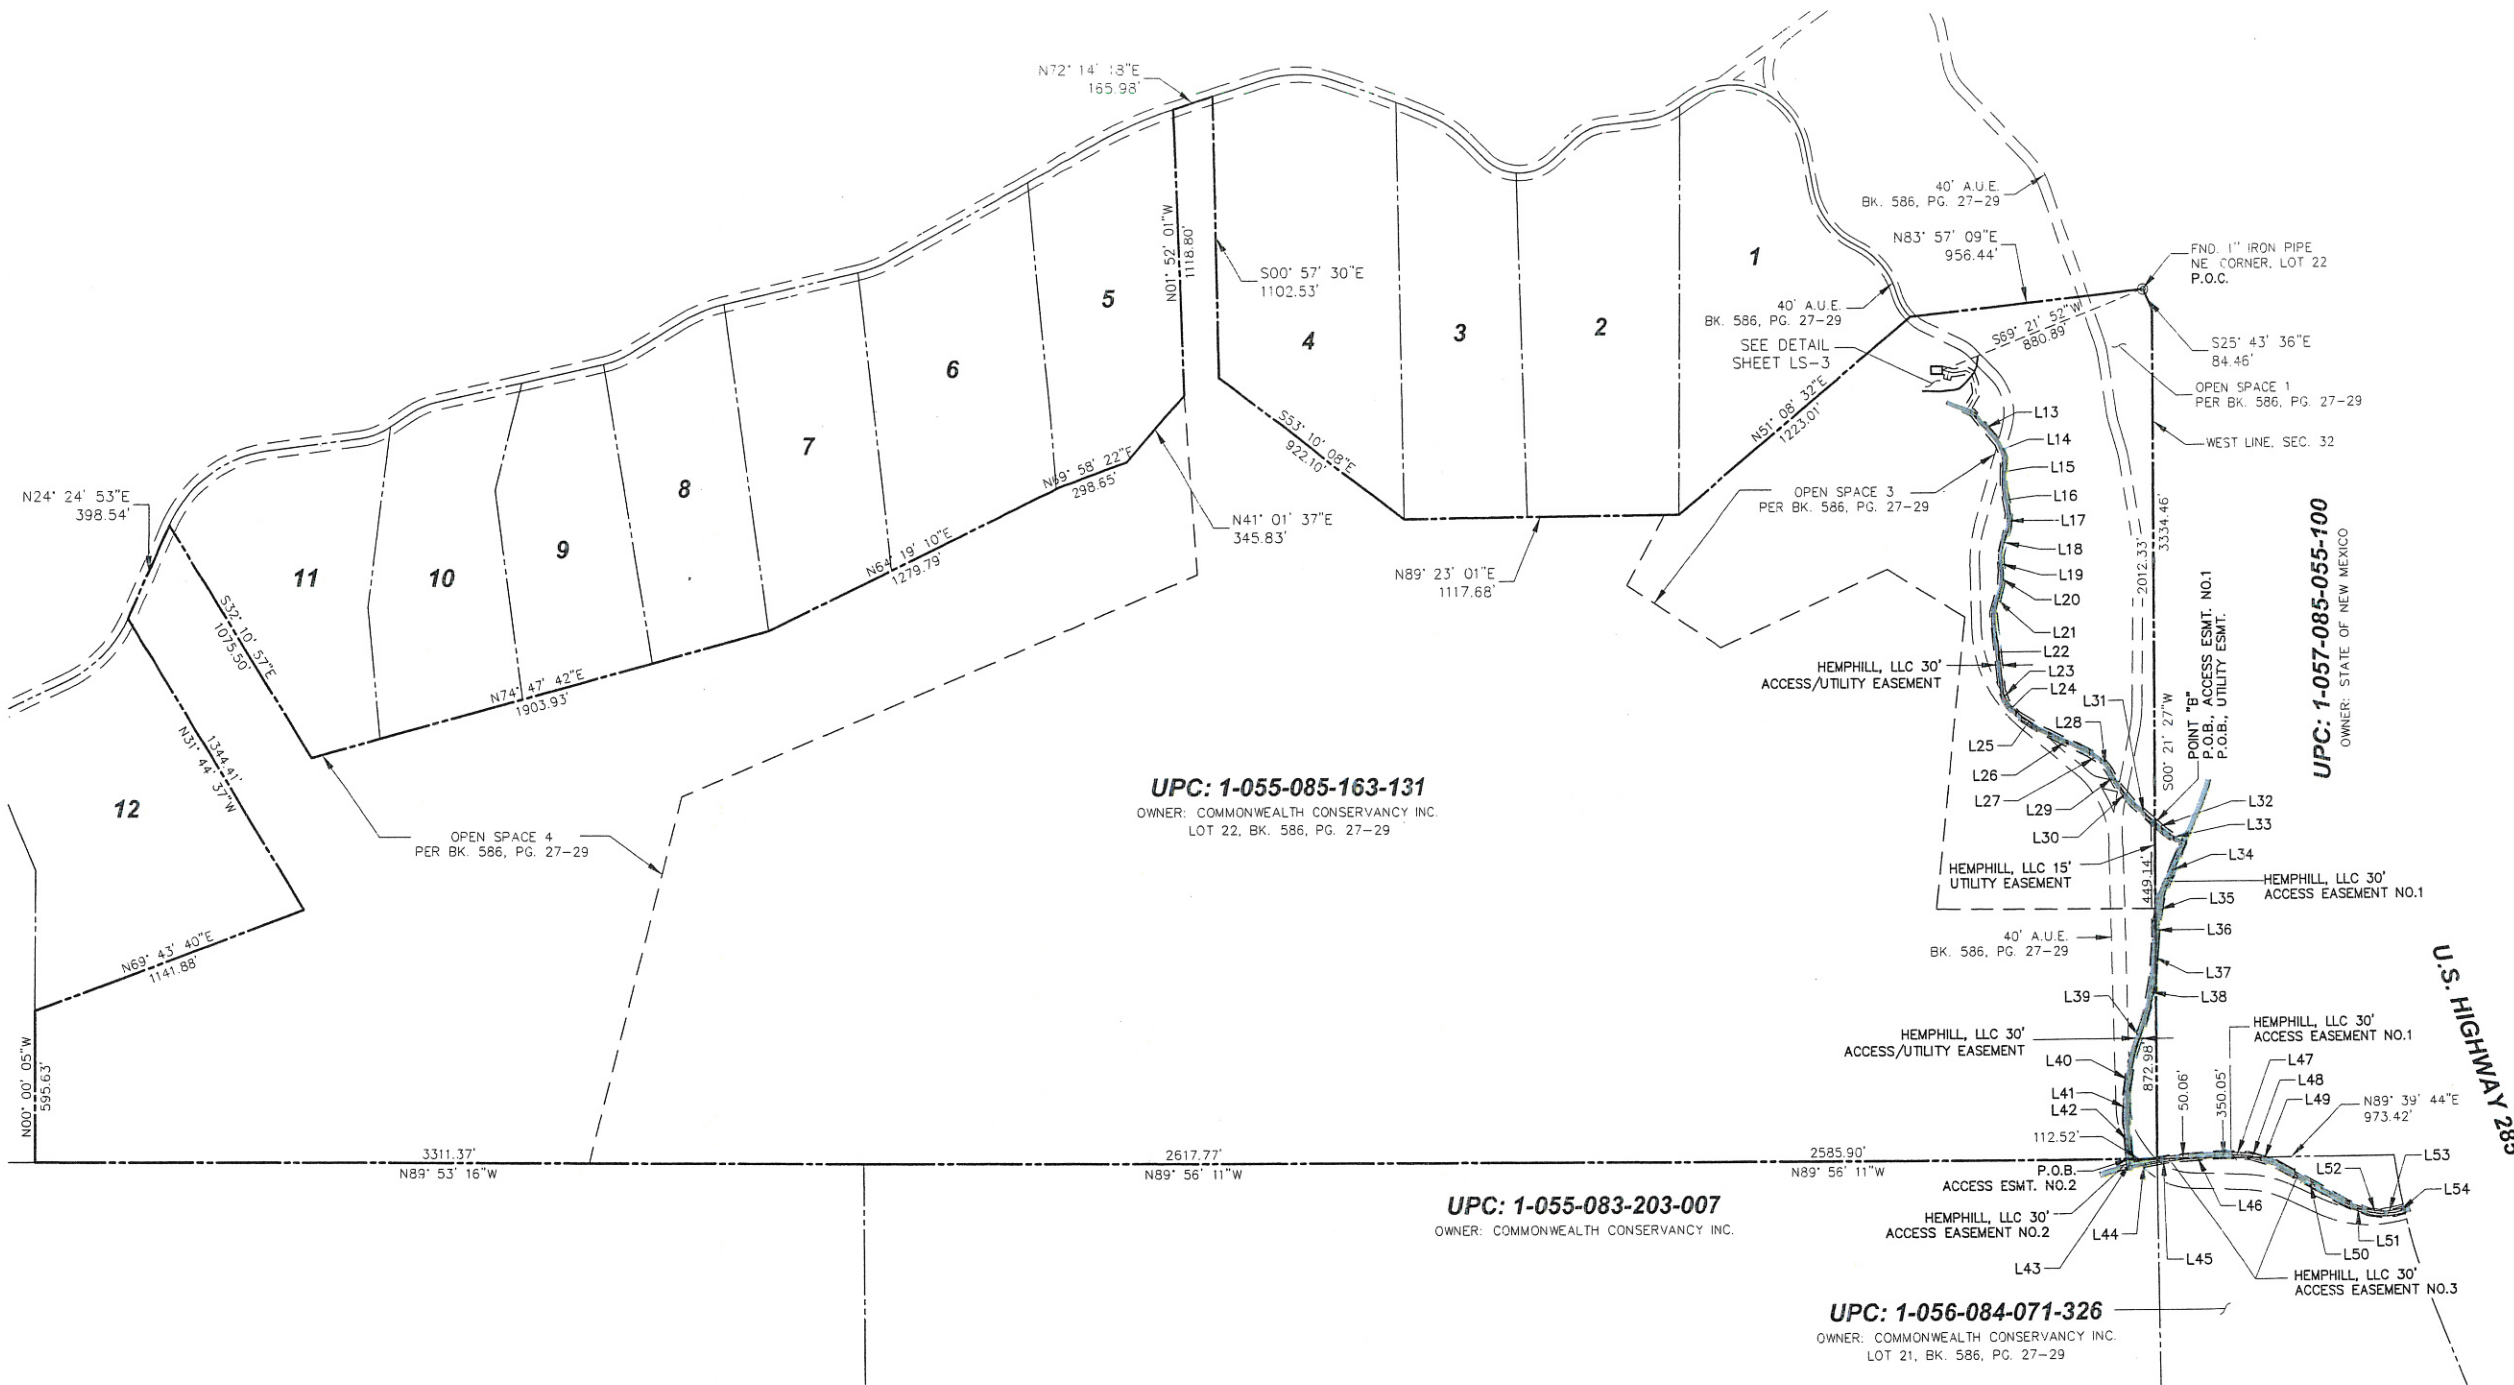 N72° 14' 13"E
165.98'
N01° 52' 01"W
1118.80'
S00° 57' 30"E
1102.53'
40' A.U.E.
BK. 586, PG. 27-29
N83° 57' 09"E
956.44'
FND. 1" IRON PIPE
NE CORNER, LOT 22
P.O.C.
1
2
3
4
5
6
7
8
9
10
11
12
40' A.U.E.
BK. 586, PG. 27-29
SEE DETAIL
SHEET LS-3
S69° 21' 52"W
880.89'
S25° 43' 36"E
84.46'
OPEN SPACE 1
PER BK. 586, PG. 27-29
WEST LINE, SEC. 32
N24° 24' 53"E
398.54'
S32° 10' 57"E
1075.50'
N74° 47' 42"E
1903.93'
N64° 19' 10"E
1279.79'
N69° 58' 22"E
298.65'
N41° 01' 37"E
345.83'
S53° 10' 08"E
922.10'
N89° 23' 01"E
1117.68'
N51° 08' 32"E
1223.01'
OPEN SPACE 3
PER BK. 586, PG. 27-29
L13
L14
L15
L16
L17
L18
L19
L20
L21
L22
L23
L24
L31
L28
L25
L26
L27
L29
L30
L32
L33
L34
L35
L36
L37
L38
L39
L40
L41
L42
2012.33'
3334.46'
S00° 21' 27"W
POINT "B"
P.O.B., ACCESS ESMT. NO.1
P.O.B., UTILITY ESMT.
UPC: 1-057-085-055-100
OWNER: STATE OF NEW MEXICO
HEMPHILL, LLC 30'
ACCESS/UTILITY EASEMENT
HEMPHILL, LLC 15'
UTILITY EASEMENT
449.14'
HEMPHILL, LLC 30'
ACCESS EASEMENT NO.1
40' A.U.E.
BK. 586, PG. 27-29
UPC: 1-055-085-163-131
OWNER: COMMONWEALTH CONSERVANCY INC.
LOT 22, BK. 586, PG. 27-29
OPEN SPACE 4
PER BK. 586, PG. 27-29
1344.41'
N31° 44' 37"W
N69° 43' 40"E
1141.88'
N00° 00' 05"W
595.63'
HEMPHILL, LLC 30'
ACCESS/UTILITY EASEMENT
872.98'
HEMPHILL, LLC 30'
ACCESS EASEMENT NO.1
U.S. HIGHWAY 285
50.06'
350.05'
L47
L48
L49
N89° 39' 44"E
973.42'
112.52'
3311.37'
N89° 53' 16"W
2617.77'
N89° 56' 11"W
2585.90'
N89° 56' 11"W
P.O.B.
ACCESS ESMT. NO.2
HEMPHILL, LLC 30'
ACCESS EASEMENT NO.2
L43
L44
L45
L46
L50
L51
L52
L53
L54
HEMPHILL, LLC 30'
ACCESS EASEMENT NO.3
UPC: 1-055-083-203-007
OWNER: COMMONWEALTH CONSERVANCY INC.
UPC: 1-056-084-071-326
OWNER: COMMONWEALTH CONSERVANCY INC.
LOT 21, BK. 586, PG. 27-29